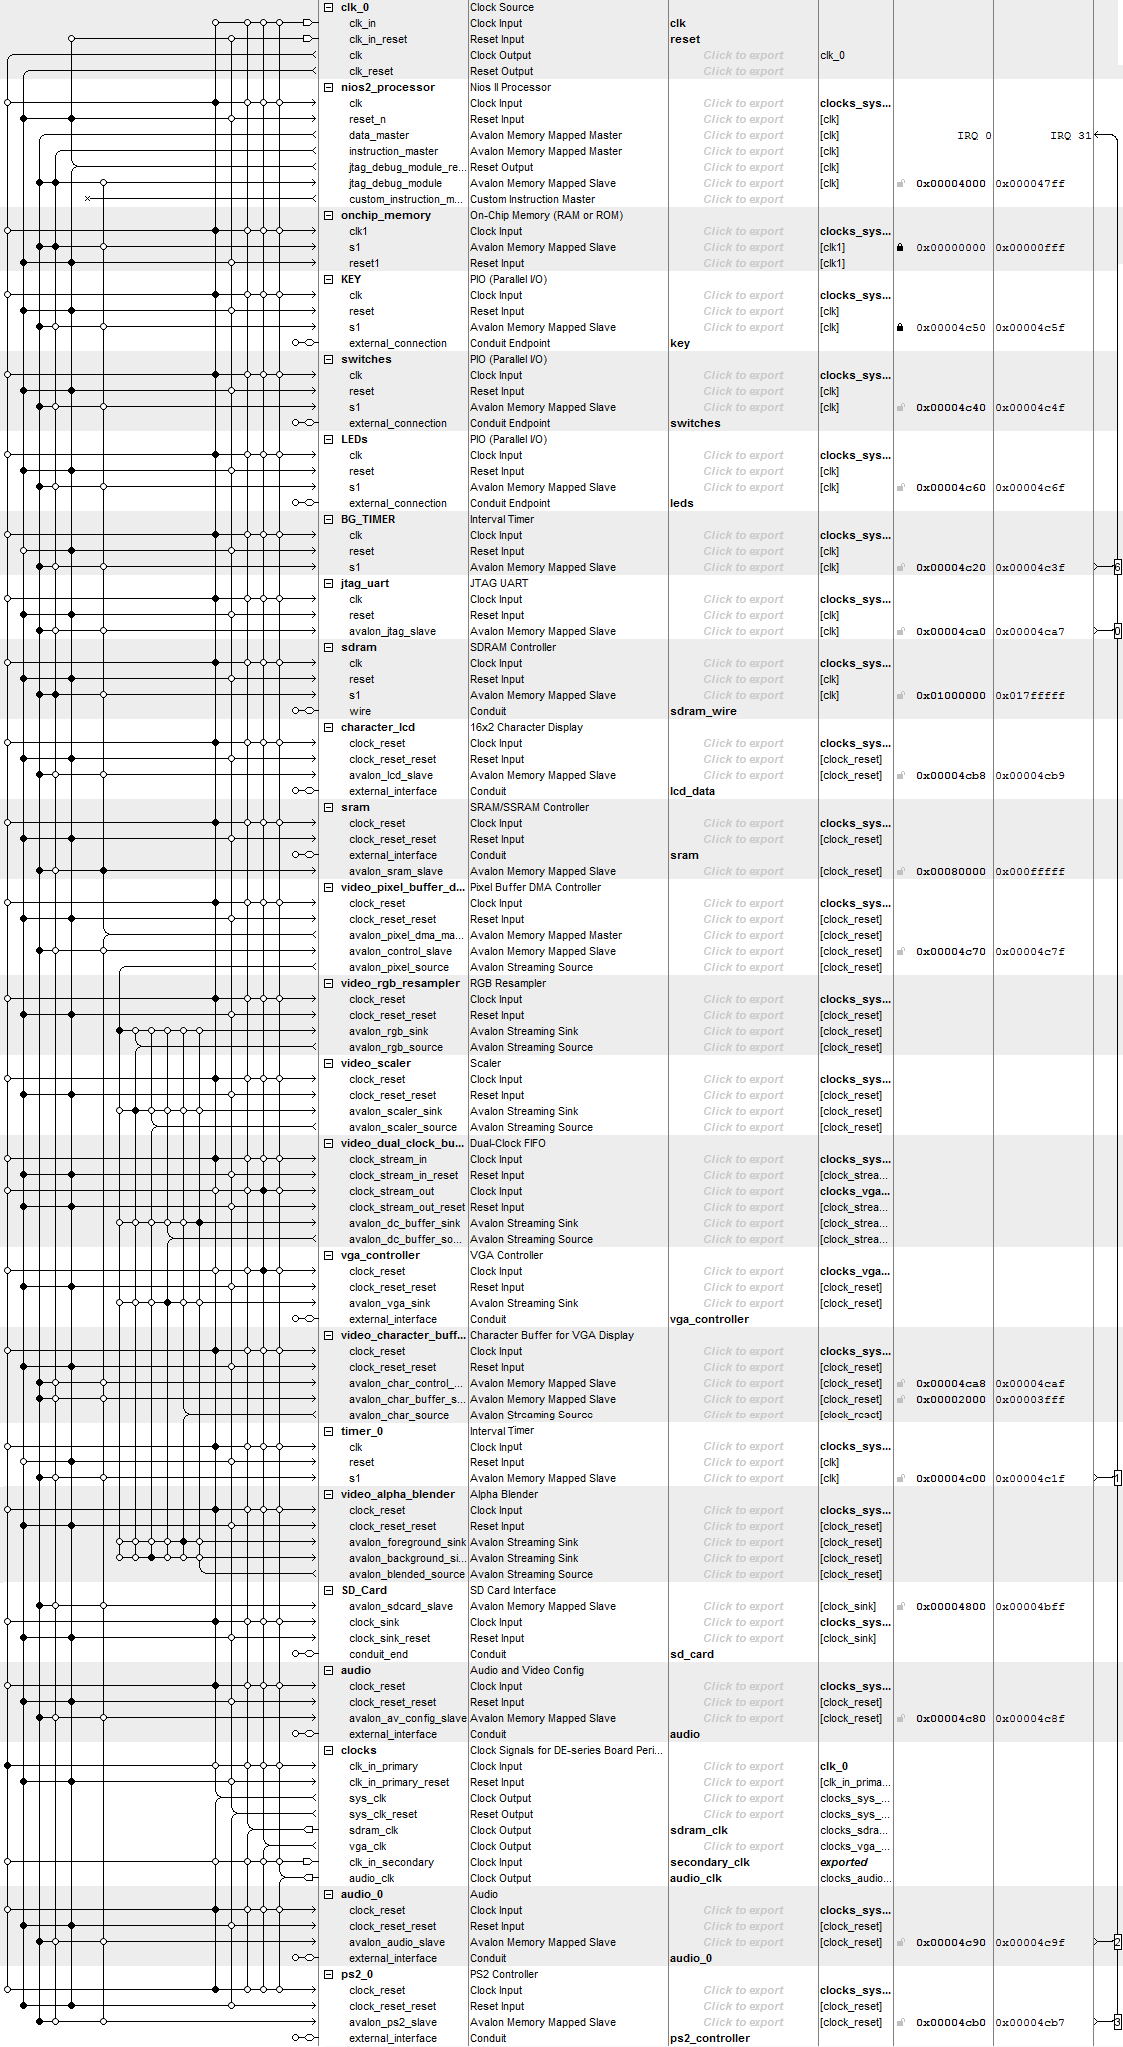 clk_0 Clock Source
clk_in Clock Input clk
clk_in_reset Reset Input reset
clk Clock Output Click to export clk_0
clk_reset Reset Output Click to export
nios2_processor Nios II Processor
clk Clock Input Click to export clocks_sys...
reset_n Reset Input Click to export [clk]
data_master Avalon Memory Mapped Master Click to export [clk] IRQ 0 IRQ 31
instruction_master Avalon Memory Mapped Master Click to export [clk]
jtag_debug_module_re... Reset Output Click to export [clk]
jtag_debug_module Avalon Memory Mapped Slave Click to export [clk] 0x00004000 0x000047ff
custom_instruction_m... Custom Instruction Master Click to export
onchip_memory On-Chip Memory (RAM or ROM)
clk1 Clock Input Click to export clocks_sys...
s1 Avalon Memory Mapped Slave Click to export [clk1] 0x00000000 0x00000fff
reset1 Reset Input Click to export [clk1]
KEY PIO (Parallel I/O)
clk Clock Input Click to export clocks_sys...
reset Reset Input Click to export [clk]
s1 Avalon Memory Mapped Slave Click to export [clk] 0x00004c50 0x00004c5f
external_connection Conduit Endpoint key
switches PIO (Parallel I/O)
clk Clock Input Click to export clocks_sys...
reset Reset Input Click to export [clk]
s1 Avalon Memory Mapped Slave Click to export [clk] 0x00004c40 0x00004c4f
external_connection Conduit Endpoint switches
LEDs PIO (Parallel I/O)
clk Clock Input Click to export clocks_sys...
reset Reset Input Click to export [clk]
s1 Avalon Memory Mapped Slave Click to export [clk] 0x00004c60 0x00004c6f
external_connection Conduit Endpoint leds
BG_TIMER Interval Timer
clk Clock Input Click to export clocks_sys...
reset Reset Input Click to export [clk]
s1 Avalon Memory Mapped Slave Click to export [clk] 0x00004c20 0x00004c3f 6
jtag_uart JTAG UART
clk Clock Input Click to export clocks_sys...
reset Reset Input Click to export [clk]
avalon_jtag_slave Avalon Memory Mapped Slave Click to export [clk] 0x00004ca0 0x00004ca7 0
sdram SDRAM Controller
clk Clock Input Click to export clocks_sys...
reset Reset Input Click to export [clk]
s1 Avalon Memory Mapped Slave Click to export [clk] 0x01000000 0x017fffff
wire Conduit sdram_wire
character_lcd 16x2 Character Display
clock_reset Clock Input Click to export clocks_sys...
clock_reset_reset Reset Input Click to export [clock_reset]
avalon_lcd_slave Avalon Memory Mapped Slave Click to export [clock_reset] 0x00004cb8 0x00004cb9
external_interface Conduit lcd_data
sram SRAM/SSRAM Controller
clock_reset Clock Input Click to export clocks_sys...
clock_reset_reset Reset Input Click to export [clock_reset]
external_interface Conduit sram
avalon_sram_slave Avalon Memory Mapped Slave Click to export [clock_reset] 0x00080000 0x000fffff
video_pixel_buffer_d... Pixel Buffer DMA Controller
clock_reset Clock Input Click to export clocks_sys...
clock_reset_reset Reset Input Click to export [clock_reset]
avalon_pixel_dma_ma... Avalon Memory Mapped Master Click to export [clock_reset]
avalon_control_slave Avalon Memory Mapped Slave Click to export [clock_reset] 0x00004c70 0x00004c7f
avalon_pixel_source Avalon Streaming Source Click to export [clock_reset]
video_rgb_resampler RGB Resampler
clock_reset Clock Input Click to export clocks_sys...
clock_reset_reset Reset Input Click to export [clock_reset]
avalon_rgb_sink Avalon Streaming Sink Click to export [clock_reset]
avalon_rgb_source Avalon Streaming Source Click to export [clock_reset]
video_scaler Scaler
clock_reset Clock Input Click to export clocks_sys...
clock_reset_reset Reset Input Click to export [clock_reset]
avalon_scaler_sink Avalon Streaming Sink Click to export [clock_reset]
avalon_scaler_source Avalon Streaming Source Click to export [clock_reset]
video_dual_clock_bu... Dual-Clock FIFO
clock_stream_in Clock Input Click to export clocks_sys...
clock_stream_in_reset Reset Input Click to export [clock_strea...
clock_stream_out Clock Input Click to export clocks_vga...
clock_stream_out_reset Reset Input Click to export [clock_strea...
avalon_dc_buffer_sink Avalon Streaming Sink Click to export [clock_strea...
avalon_dc_buffer_so... Avalon Streaming Source Click to export [clock_strea...
vga_controller VGA Controller
clock_reset Clock Input Click to export clocks_vga...
clock_reset_reset Reset Input Click to export [clock_reset]
avalon_vga_sink Avalon Streaming Sink Click to export [clock_reset]
external_interface Conduit vga_controller
video_character_buff... Character Buffer for VGA Display
clock_reset Clock Input Click to export clocks_sys...
clock_reset_reset Reset Input Click to export [clock_reset]
avalon_char_control_... Avalon Memory Mapped Slave Click to export [clock_reset] 0x00004ca8 0x00004caf
avalon_char_buffer_s... Avalon Memory Mapped Slave Click to export [clock_reset] 0x00002000 0x00003fff
avalon_char_source Avalon Streaming Source Click to export [clock_reset]
timer_0 Interval Timer
clk Clock Input Click to export clocks_sys...
reset Reset Input Click to export [clk]
s1 Avalon Memory Mapped Slave Click to export [clk] 0x00004c00 0x00004c1f 1
video_alpha_blender Alpha Blender
clock_reset Clock Input Click to export clocks_sys...
clock_reset_reset Reset Input Click to export [clock_reset]
avalon_foreground_sink Avalon Streaming Sink Click to export [clock_reset]
avalon_background_si... Avalon Streaming Sink Click to export [clock_reset]
avalon_blended_source Avalon Streaming Source Click to export [clock_reset]
SD_Card SD Card Interface
avalon_sdcard_slave Avalon Memory Mapped Slave Click to export [clock_sink] 0x00004800 0x00004bff
clock_sink Clock Input Click to export clocks_sys...
clock_sink_reset Reset Input Click to export [clock_sink]
conduit_end Conduit sd_card
audio Audio and Video Config
clock_reset Clock Input Click to export clocks_sys...
clock_reset_reset Reset Input Click to export [clock_reset]
avalon_av_config_slave Avalon Memory Mapped Slave Click to export [clock_reset] 0x00004c80 0x00004c8f
external_interface Conduit audio
clocks Clock Signals for DE-series Board Peri...
clk_in_primary Clock Input Click to export clk_0
clk_in_primary_reset Reset Input Click to export [clk_in_prima...
sys_clk Clock Output Click to export clocks_sys_...
sys_clk_reset Reset Output Click to export clocks_sys_...
sdram_clk Clock Output sdram_clk clocks_sdra...
vga_clk Clock Output Click to export clocks_vga_...
clk_in_secondary Clock Input secondary_clk exported
audio_clk Clock Output audio_clk clocks_audio...
audio_0 Audio
clock_reset Clock Input Click to export clocks_sys...
clock_reset_reset Reset Input Click to export [clock_reset]
avalon_audio_slave Avalon Memory Mapped Slave Click to export [clock_reset] 0x00004c90 0x00004c9f 2
external_interface Conduit audio_0
ps2_0 PS2 Controller
clock_reset Clock Input Click to export clocks_sys...
clock_reset_reset Reset Input Click to export [clock_reset]
avalon_ps2_slave Avalon Memory Mapped Slave Click to export [clock_reset] 0x00004cb0 0x00004cb7 3
external_interface Conduit ps2_controller